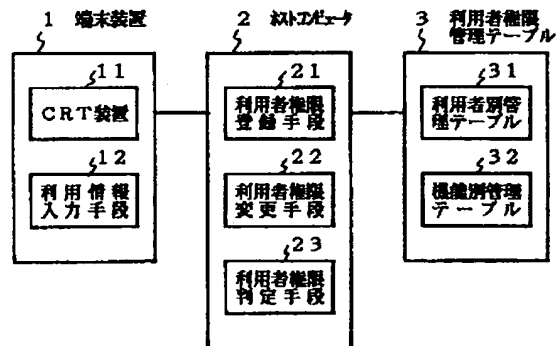 1 端末装置
11
CRT装置
12
利用情報
入力手段
2 ホストコンピュータ
21
利用者権限
登録手段
22
利用者権限
変更手段
23
利用者権限
判定手段
3 利用者権限
管理テーブル
31
利用者別管
理テーブル
32
機能別管理
テーブル